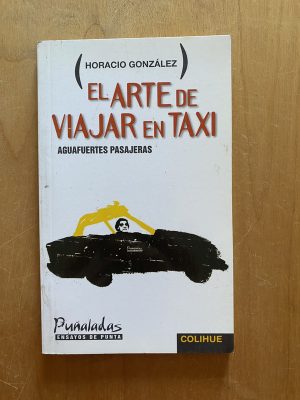 (HORACIO GONZÁLEZ)
EL ARTE DE
VIAJAR EN TAXI
AGUAFUERTES PASAJERAS
Puñaladas
ENSAYOS DE PUNTA
COLIHUE